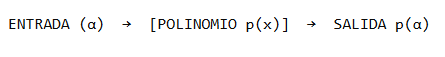 ENTRADA (α) → [POLINOMIO p(x)] → SALIDA p(α)